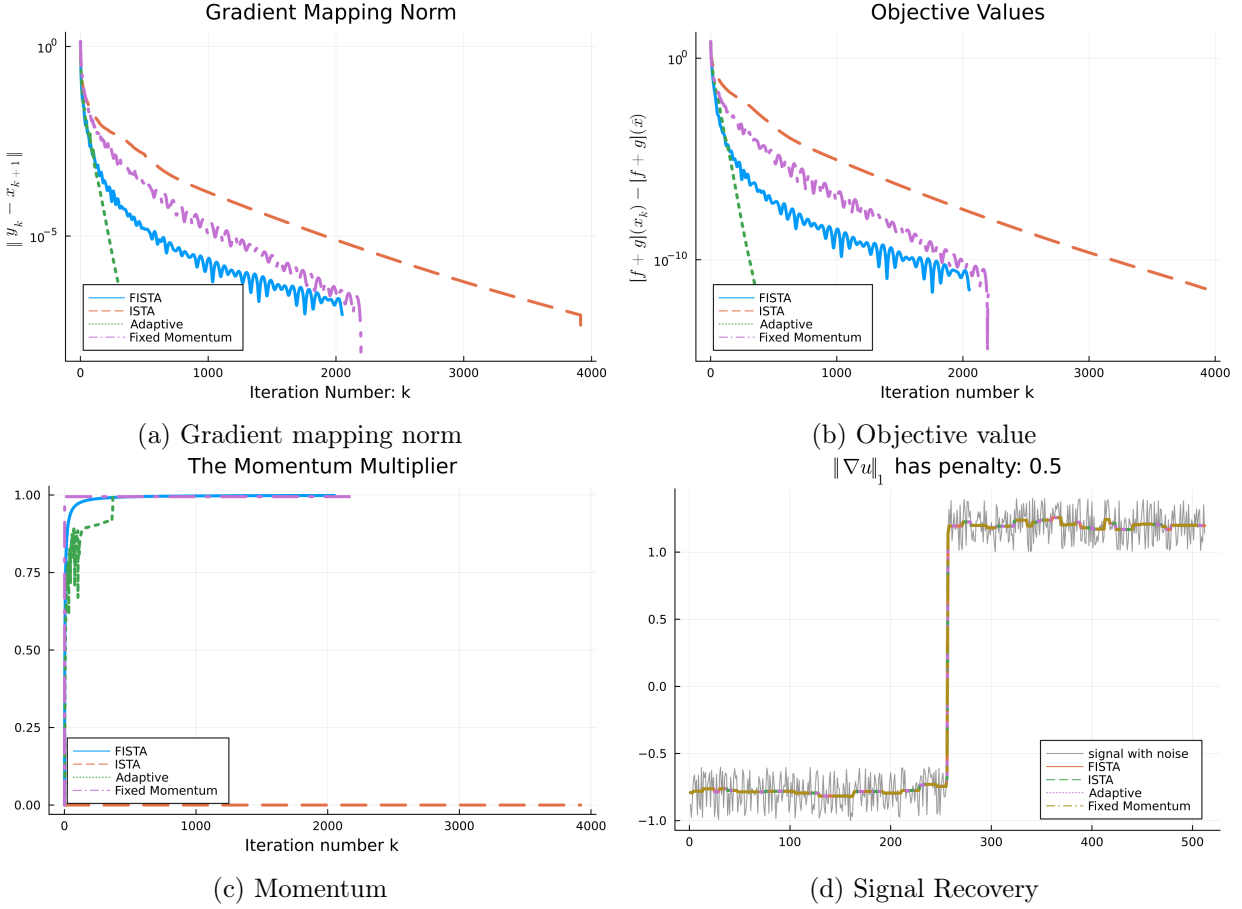 Gradient Mapping Norm
‖ y_k − x_{k+1} ‖
10^0
10^{−5}
FISTA
ISTA
Adaptive
Fixed Momentum
0 1000 2000 3000 4000
Iteration Number: k
(a) Gradient mapping norm
Objective Values
[f + g](x_k) − [f + g](x̄)
10^0
10^{−10}
FISTA
ISTA
Adaptive
Fixed Momentum
0 1000 2000 3000 4000
Iteration number k
(b) Objective value
The Momentum Multiplier
1.00
0.75
0.50
0.25
0.00
FISTA
ISTA
Adaptive
Fixed Momentum
0 1000 2000 3000 4000
Iteration number k
(c) Momentum
‖ ∇u‖_1 has penalty: 0.5
1.0
0.5
0.0
−0.5
−1.0
signal with noise
FISTA
ISTA
Adaptive
Fixed Momentum
0 100 200 300 400 500
(d) Signal Recovery